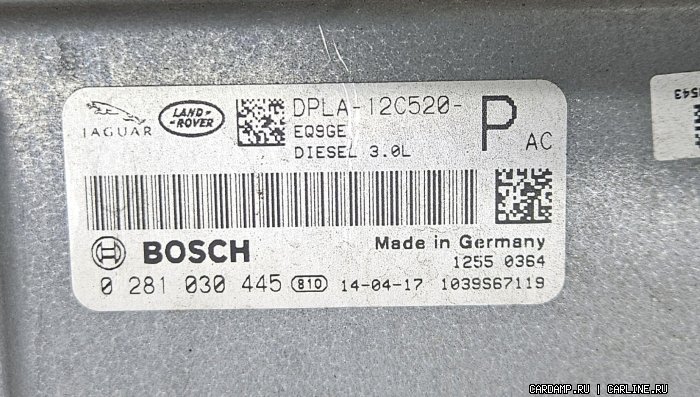 JAGUAR
LAND-
-ROVER
DPLA-12C520-
P
AC
EQ9GE
DIESEL 3.0L
BOSCH
Made in Germany
1255 0364
0 281 030 445 810 14-04-17 1039S67119
543
CARDAMP.RU | CARLINE.RU